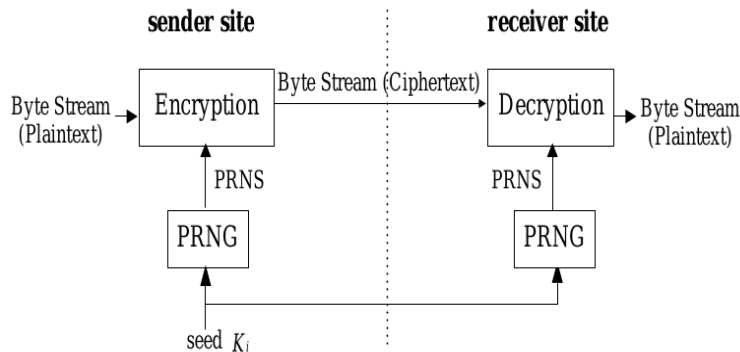 sender site
receiver site
Byte Stream
(Plaintext)
Encryption
Byte Stream (Ciphertext)
Decryption
Byte Stream
(Plaintext)
PRNS
PRNS
PRNG
PRNG
seed Ki